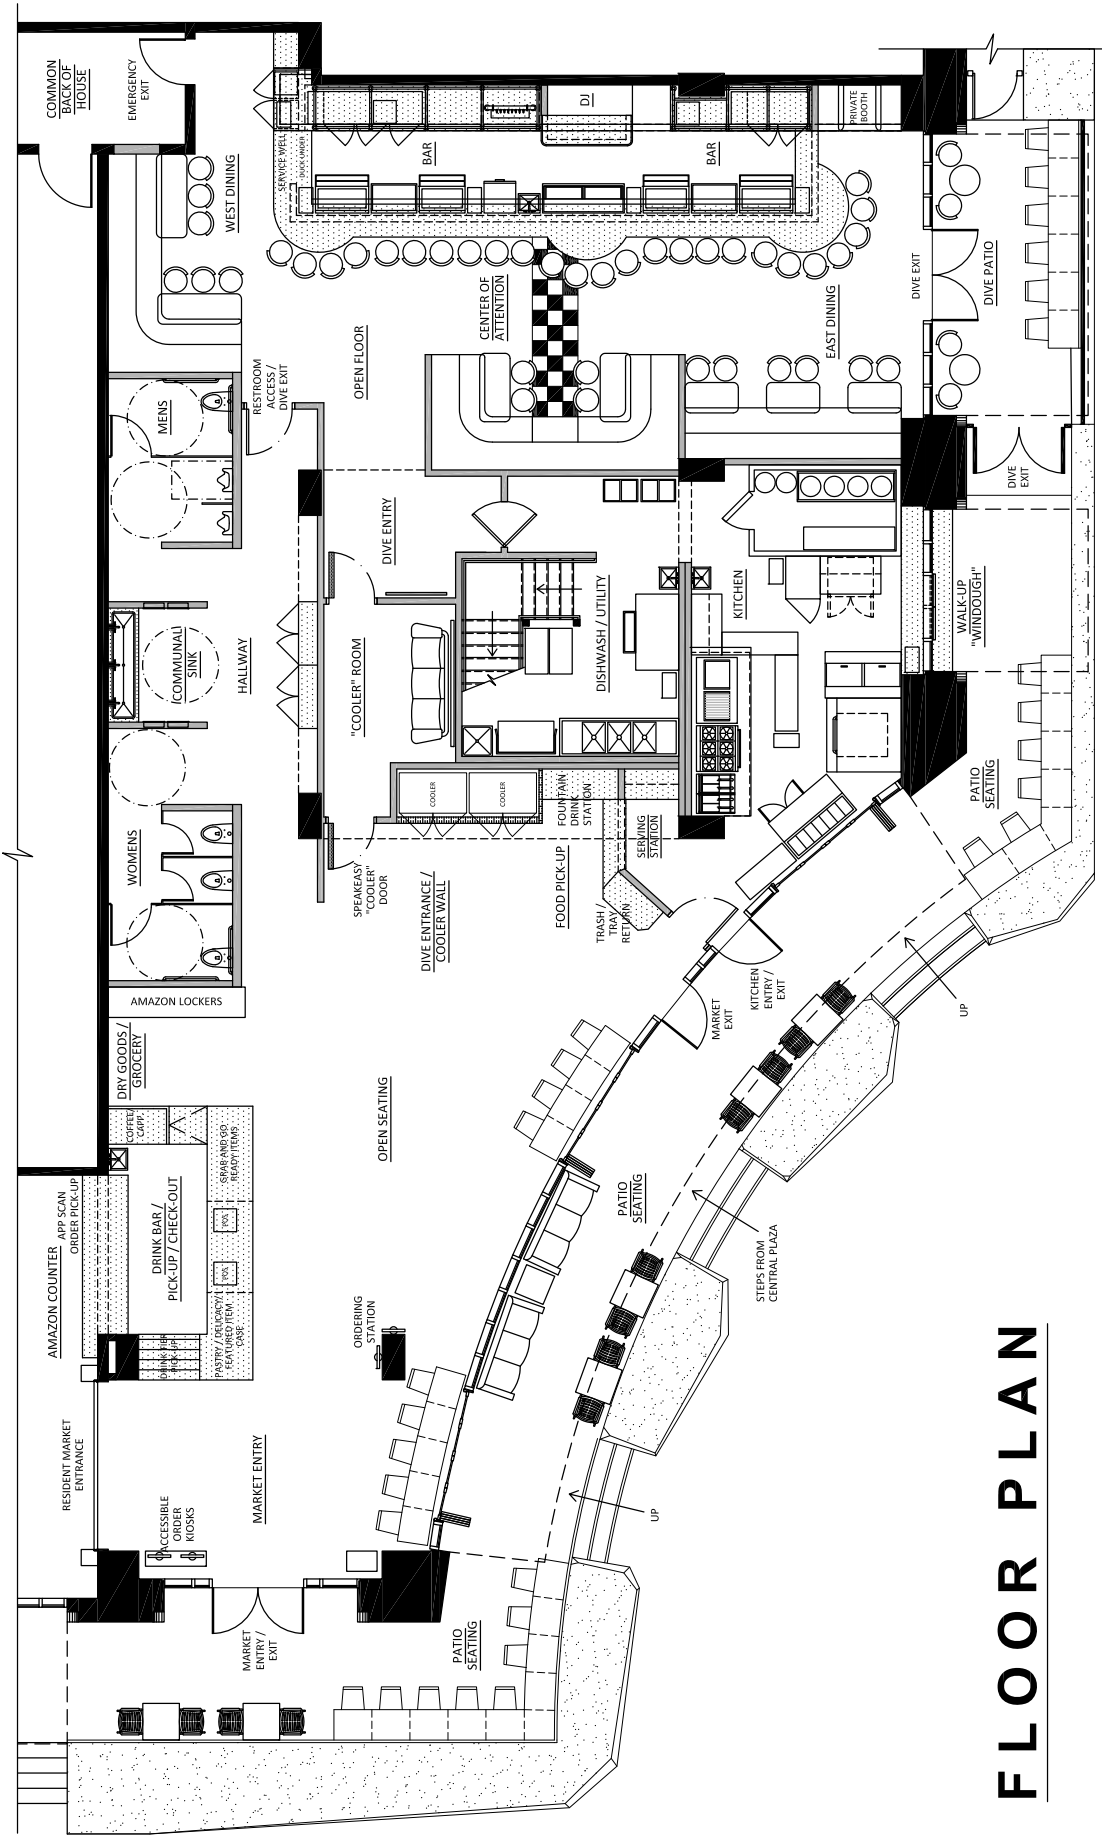 COMMON
BACK OF
HOUSE
EMERGENCY
EXIT
WEST DINING
SERVICE WELL
DUCK UNDER
BAR
DJ
BAR
PRIVATE
BOOTH
CENTER OF
ATTENTION
OPEN FLOOR
EAST DINING
DIVE EXIT
DIVE PATIO
RESTROOM
ACCESS /
DIVE EXIT
MENS
DIVE ENTRY
DIVE
EXIT
COMMUNAL
SINK
HALLWAY
"COOLER" ROOM
DISHWASH / UTILITY
KITCHEN
WALK-UP
"WINDOUGH"
PATIO
SEATING
WOMENS
SPEAKEASY
"COOLER"
DOOR
COOLER
COOLER
DIVE ENTRANCE /
COOLER WALL
FOUNTAIN
DRINK
STATION
FOOD PICK-UP
SERVING
STATION
TRASH /
TRAY
RETURN
AMAZON LOCKERS
DRY GOODS /
GROCERY
OPEN SEATING
MARKET
EXIT
KITCHEN
ENTRY /
EXIT
UP
COFFEE/
CAPP.
GRAB AND GO
READY ITEMS
APP SCAN
ORDER PICK-UP
AMAZON COUNTER
DRINK BAR /
PICK-UP / CHECK-OUT
POS
POS
DRINK TIER
PICK-UP
PASTRY / DELICACY/
FEATURED ITEM
CASE
ORDERING
STATION
PATIO
SEATING
STEPS FROM
CENTRAL PLAZA
RESIDENT MARKET
ENTRANCE
MARKET ENTRY
ACCESSIBLE
ORDER
KIOSKS
UP
MARKET
ENTRY /
EXIT
PATIO
SEATING
FLOOR PLAN